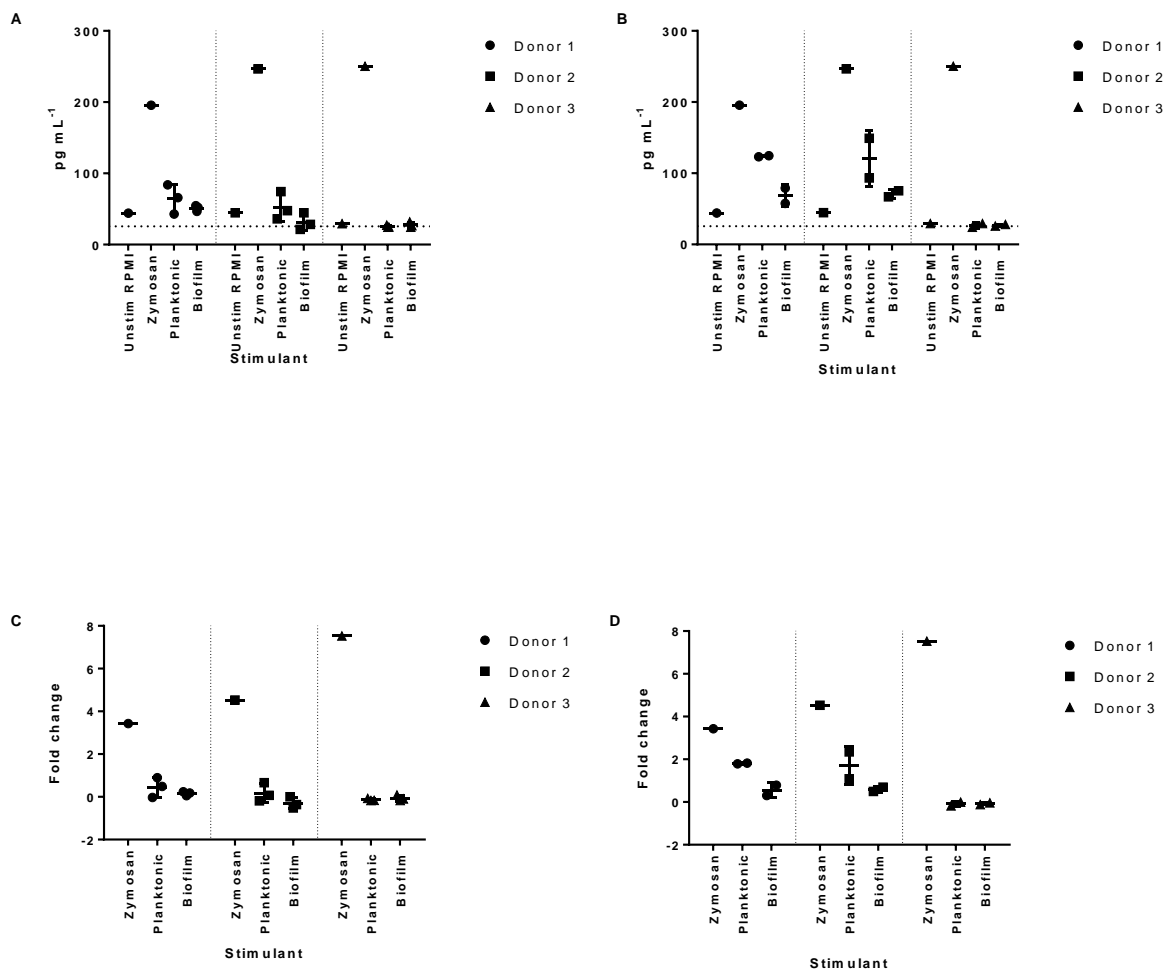 A
300
200
100
0
pg mL-1
Unstim RPMI
Zymosan
Planktonic
Biofilm
Unstim RPMI
Zymosan
Planktonic
Biofilm
Unstim RPMI
Zymosan
Planktonic
Biofilm
Stimulant
Donor 1
Donor 2
Donor 3
B
300
200
100
0
pg mL-1
Unstim RPMI
Zymosan
Planktonic
Biofilm
Unstim RPMI
Zymosan
Planktonic
Biofilm
Unstim RPMI
Zymosan
Planktonic
Biofilm
Stimulant
Donor 1
Donor 2
Donor 3
C
8
6
4
2
0
-2
Fold change
Zymosan
Planktonic
Biofilm
Zymosan
Planktonic
Biofilm
Zymosan
Planktonic
Biofilm
Stimulant
Donor 1
Donor 2
Donor 3
D
8
6
4
2
0
-2
Fold change
Zymosan
Planktonic
Biofilm
Zymosan
Planktonic
Biofilm
Zymosan
Planktonic
Biofilm
Stimulant
Donor 1
Donor 2
Donor 3